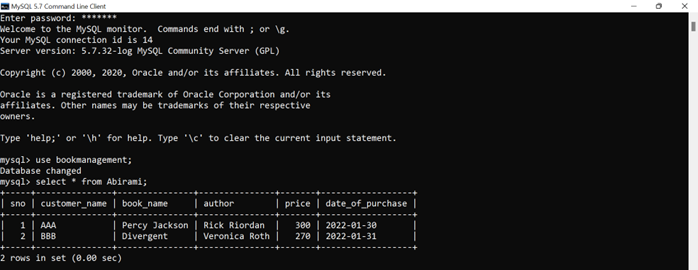 MySQL 5.7 Command Line Client
Enter password: *******
Welcome to the MySQL monitor.  Commands end with ; or \g.
Your MySQL connection id is 14
Server version: 5.7.32-log MySQL Community Server (GPL)
Copyright (c) 2000, 2020, Oracle and/or its affiliates. All rights reserved.
Oracle is a registered trademark of Oracle Corporation and/or its
affiliates. Other names may be trademarks of their respective
owners.
Type 'help;' or '\h' for help. Type '\c' to clear the current input statement.
mysql> use bookmanagement;
Database changed
mysql> select * from Abirami;
+-----+---------------+---------------+---------------+-------+------------------+
| sno | customer_name | book_name     | author        | price | date_of_purchase |
+-----+---------------+---------------+---------------+-------+------------------+
|   1 | AAA           | Percy Jackson | Rick Riordan  |   300 | 2022-01-30       |
|   2 | BBB           | Divergent     | Veronica Roth |   270 | 2022-01-31       |
+-----+---------------+---------------+---------------+-------+------------------+
2 rows in set (0.00 sec)